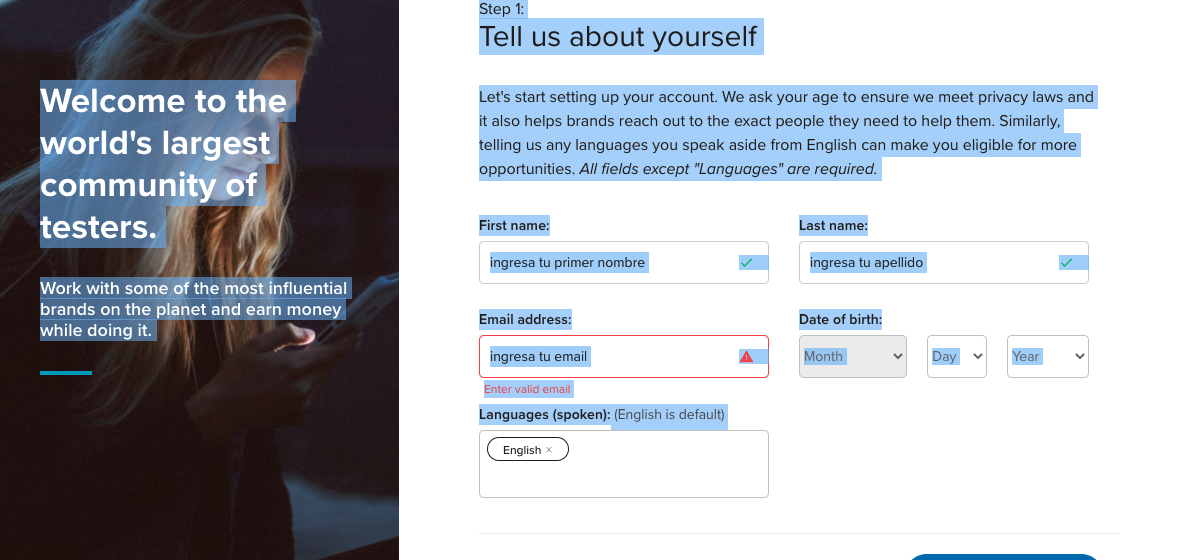 Welcome to the
world's largest
community of
testers.
Work with some of the most influential
brands on the planet and earn money
while doing it.
Step 1:
Tell us about yourself
Let's start setting up your account. We ask your age to ensure we meet privacy laws and
it also helps brands reach out to the exact people they need to help them. Similarly,
telling us any languages you speak aside from English can make you eligible for more
opportunities. All fields except "Languages" are required.
First name:
Last name:
ingresa tu primer nombre
ingresa tu apellido
Email address:
Date of birth:
ingresa tu email
Month
Day
Year
Enter valid email
Languages (spoken): (English is default)
English ×